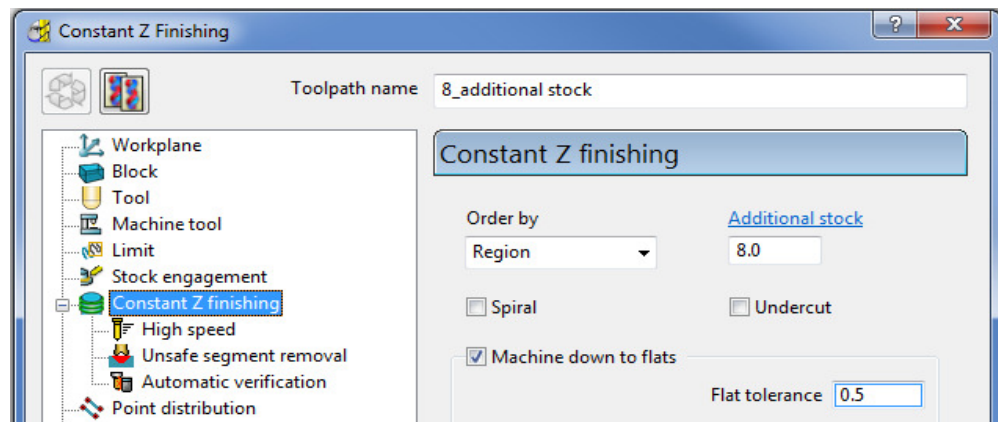 Constant Z Finishing
Toolpath name 8_additional stock
Workplane
Block
Tool
Machine tool
Limit
Stock engagement
Constant Z finishing
High speed
Unsafe segment removal
Automatic verification
Point distribution
Constant Z finishing
Order by Additional stock
Region 8.0
Spiral Undercut
Machine down to flats
Flat tolerance 0.5